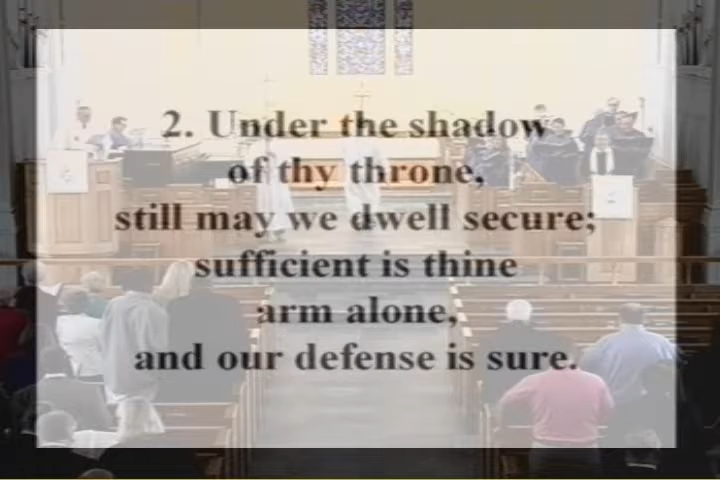 2. Under the shadow
of thy throne,
still may we dwell secure;
sufficient is thine
arm alone,
and our defense is sure.